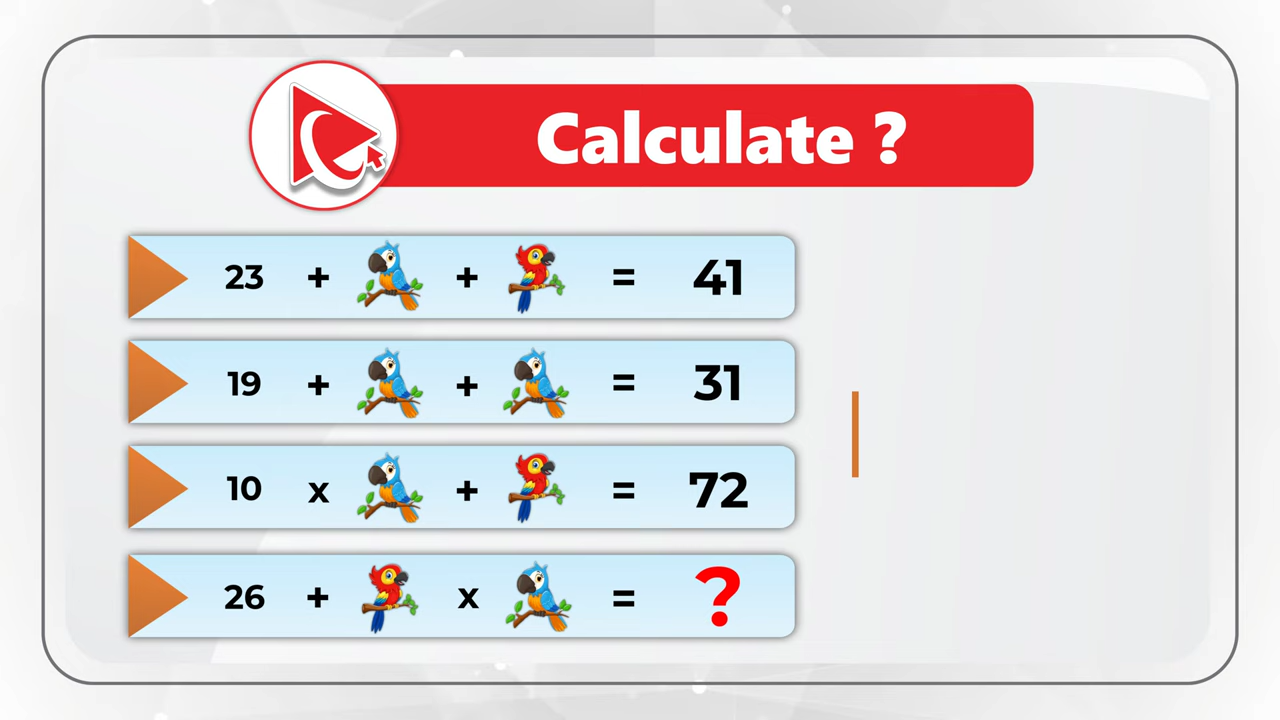 Calculate ?
23 + + = 41
19 + + = 31
10 x + = 72
26 + x = ?